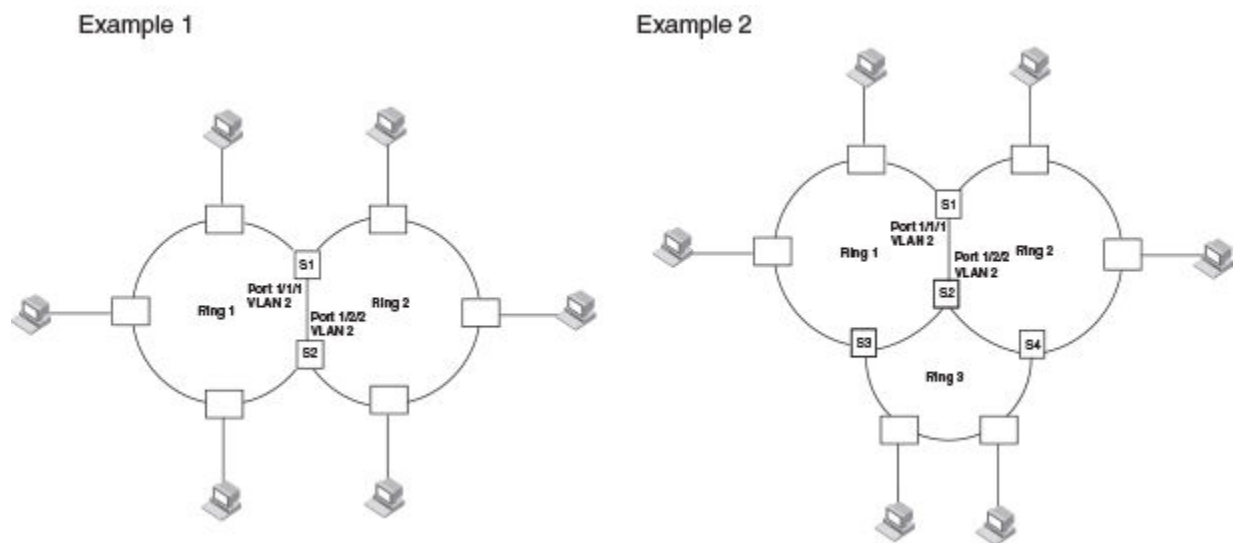 Example 1
S1
Port 1/1/1
VLAN 2
Ring 1
Ring 2
Port 1/2/2
VLAN 2
S2
Example 2
S1
Port 1/1/1
VLAN 2
Ring 1
Ring 2
Port 1/2/2
VLAN 2
S2
S3
S4
Ring 3